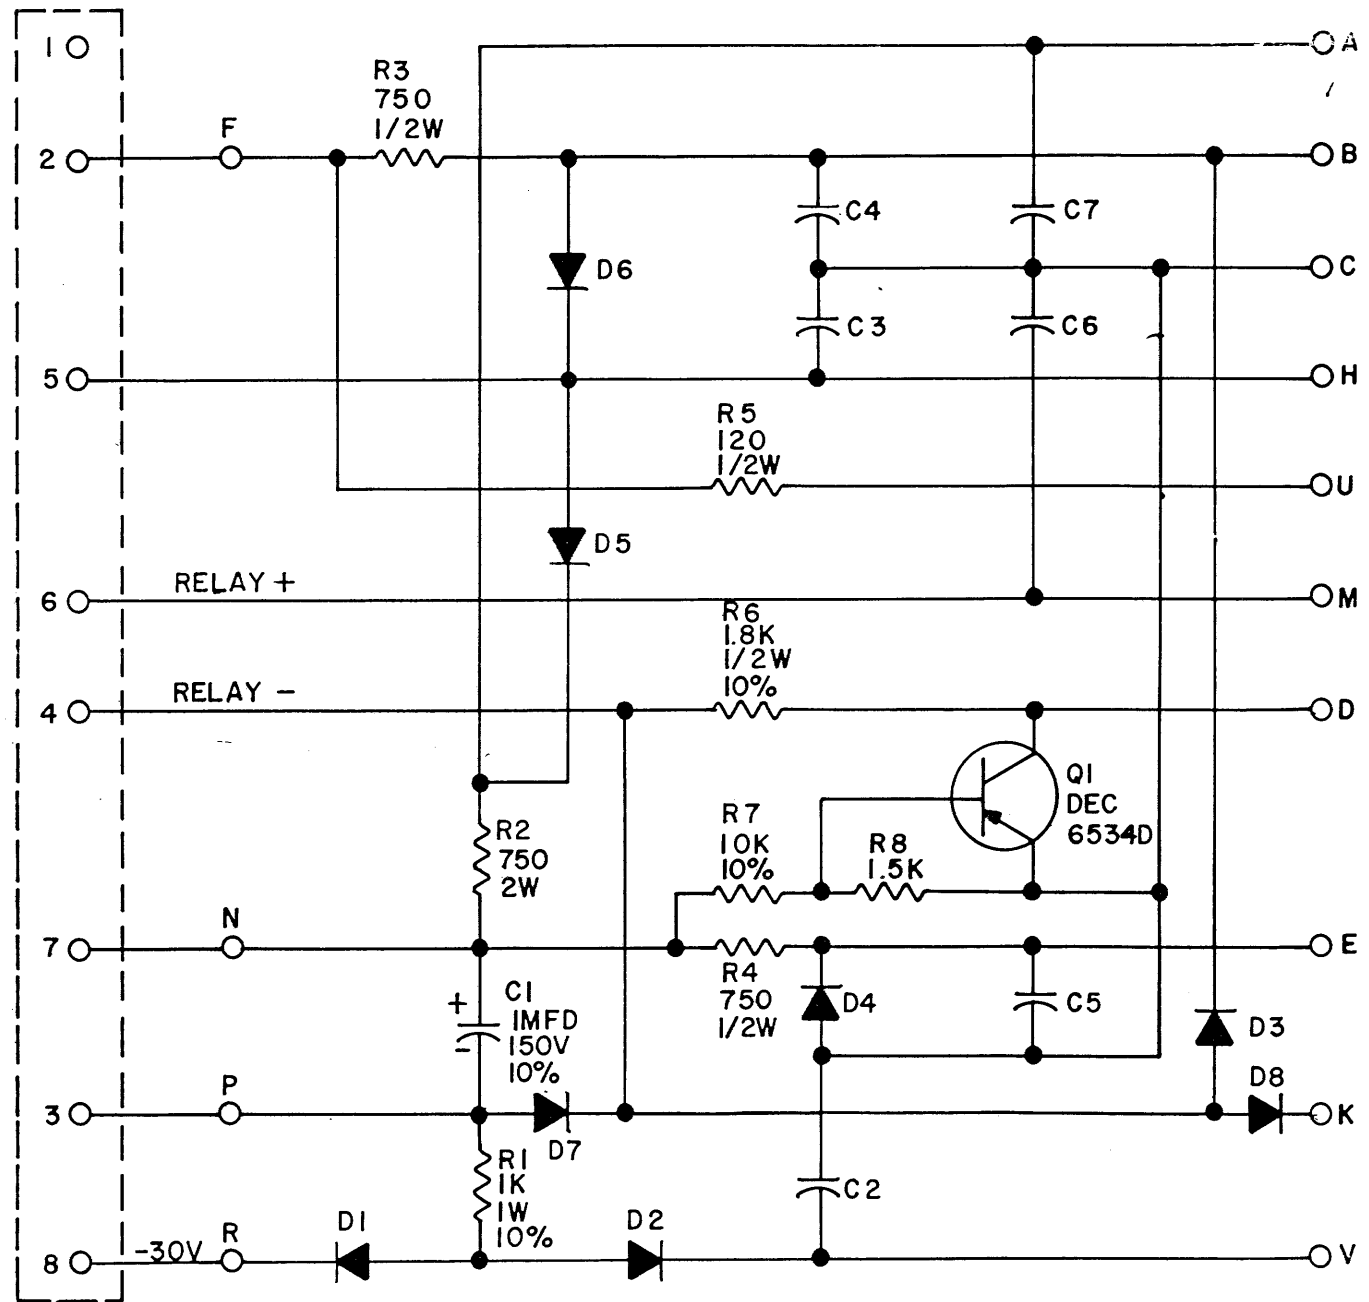 1
A
R3
750
1/2W
F
2
B
C4
C7
D6
C
C3
C6
5
H
R5
120
1/2W
U
D5
RELAY +
6
M
R6
1.8K
1/2W
10%
RELAY -
4
D
Q1
DEC
6534D
R7
10K
10%
R8
1.5K
R2
750
2W
N
7
E
R4
750
1/2W
D4
C5
C1
+
1MFD
150V
-
10%
D3
D8
P
3
K
D7
R1
1K
1W
10%
C2
D1
D2
-30V
R
8
V